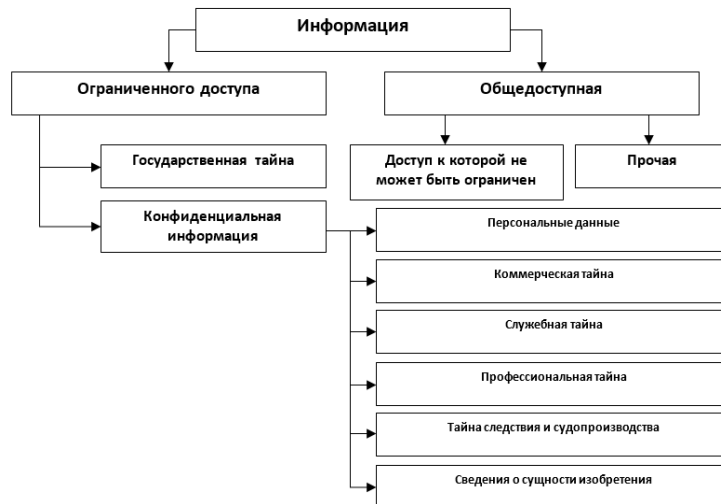 Информация
Ограниченного доступа
Общедоступная
Государственная тайна
Доступ к которой не
может быть ограничен
Прочая
Конфиденциальная
информация
Персональные данные
Коммерческая тайна
Служебная тайна
Профессиональная тайна
Тайна следствия и судопроизводства
Сведения о сущности изобретения